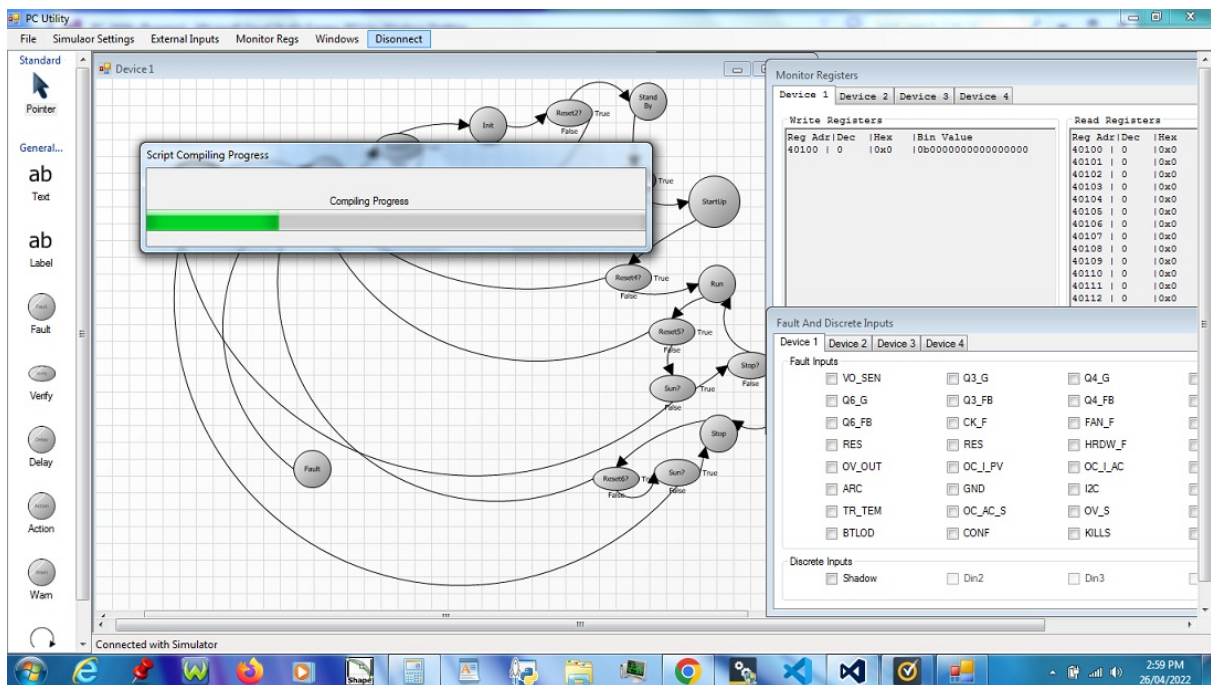 PC Utility
File Simulaor Settings External Inputs Monitor Regs Windows Disonnect
Standard
Pointer
General...
ab
Text
ab
Label
Fault
Fault
Verify
Delay
Delay
Action
Action
Warn
Device1
Init
Reset2?
True
False
Stand
By
True
StartUp
Reset4?
True
False
Run
Reset5?
True
False
Stop?
False
Sun?
True
False
Stop
Sun?
True
False
Reset6?
False
Fault
Script Compiling Progress
Compiling Progress
Monitor Registers
Device 1 Device 2 Device 3 Device 4
Write Registers
Reg Adr|Dec |Hex |Bin Value
40100 | 0 |0x0 |0b0000000000000000
Read Registers
Reg Adr|Dec |Hex
40100 | 0 |0x0
40101 | 0 |0x0
40102 | 0 |0x0
40103 | 0 |0x0
40104 | 0 |0x0
40105 | 0 |0x0
40106 | 0 |0x0
40107 | 0 |0x0
40108 | 0 |0x0
40109 | 0 |0x0
40110 | 0 |0x0
40111 | 0 |0x0
40112 | 0 |0x0
Fault And Discrete Inputs
Device 1 Device 2 Device 3 Device 4
Fault Inputs
VO_SEN Q3_G Q4_G
Q6_G Q3_FB Q4_FB
Q6_FB CK_F FAN_F
RES RES HRDW_F
OV_OUT OC_I_PV OC_I_AC
ARC GND I2C
TR_TEM OC_AC_S OV_S
BTLOD CONF KILLS
Discrete Inputs
Shadow Din2 Din3
Connected with Simulator
Shape
2:59 PM
26/04/2022